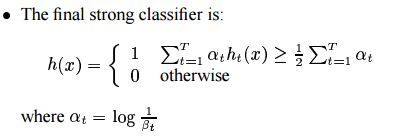 • The final strong classifier is:
h(x) = { 1 ∑_{t=1}^{T} α_t h_t(x) ≥ 1/2 ∑_{t=1}^{T} α_t
0 otherwise
where α_t = log 1/β_t